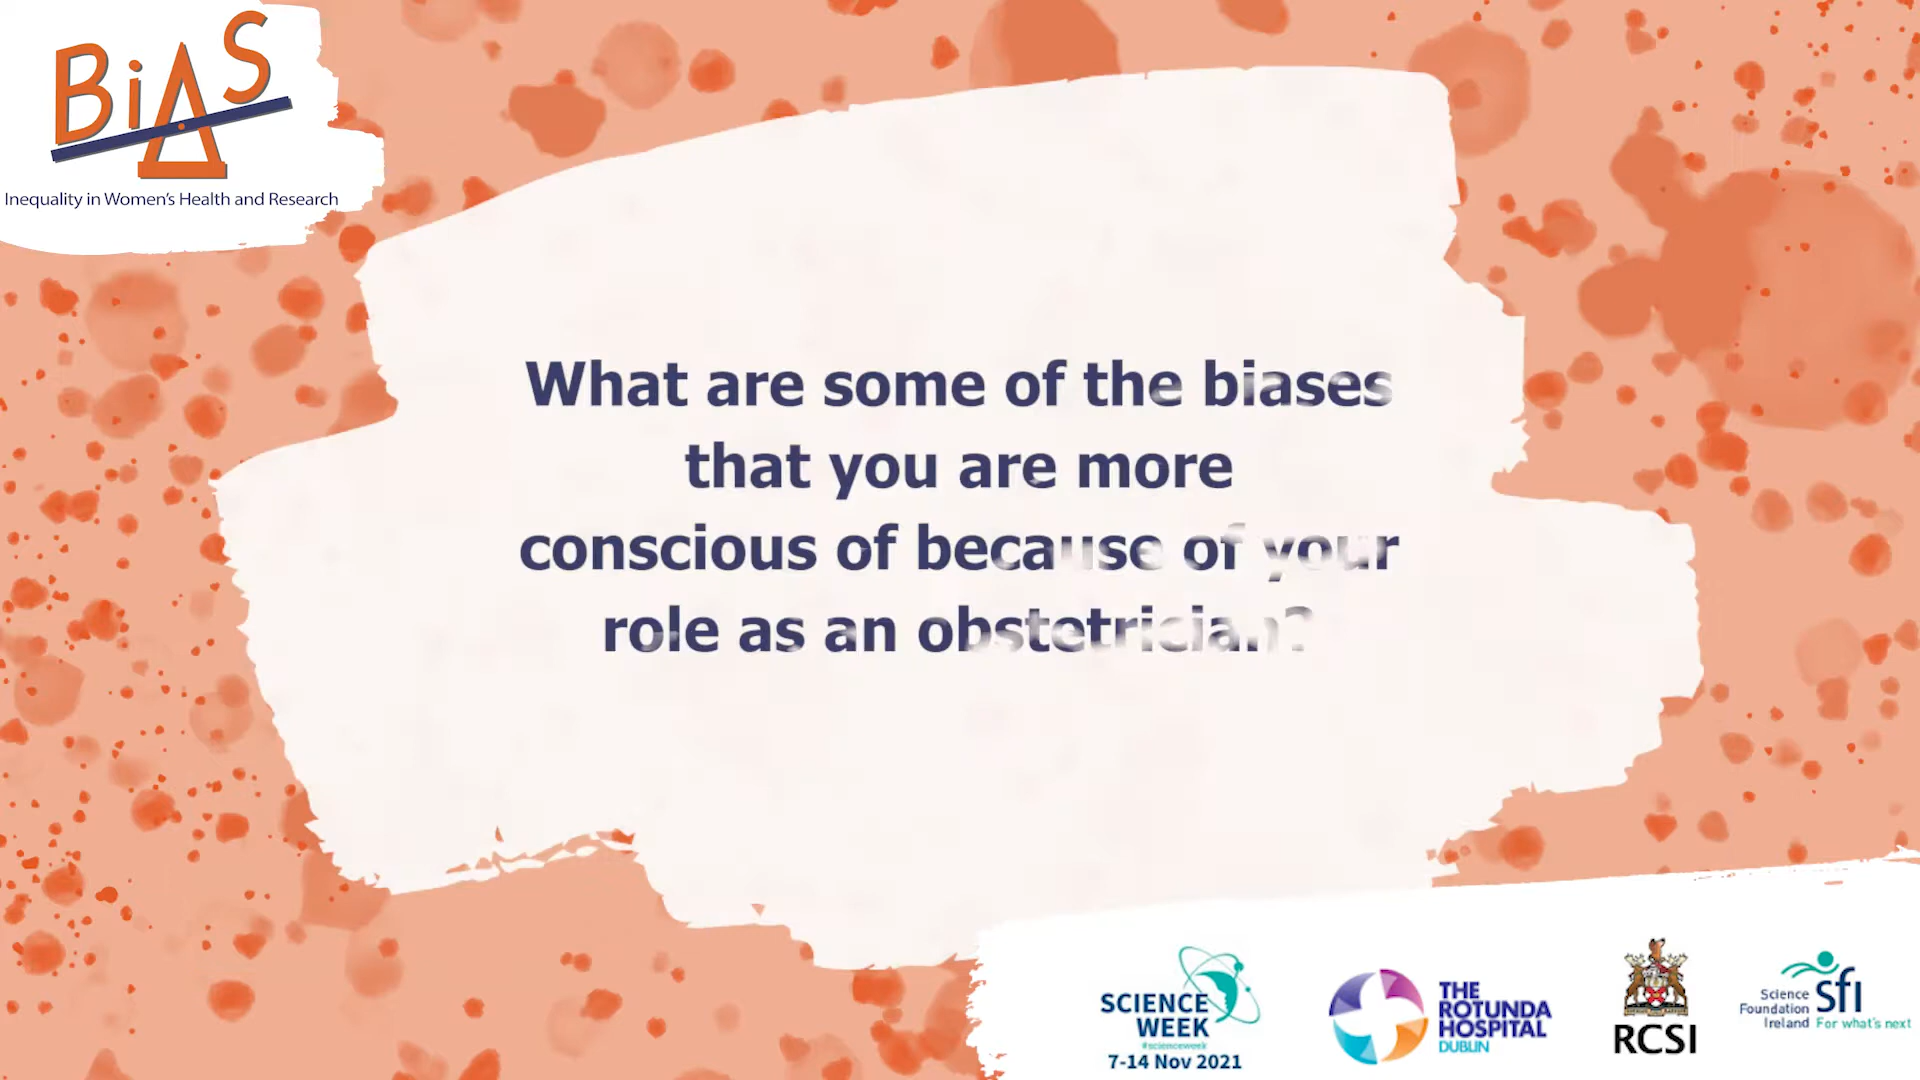 BiAS
Inequality in Women's Health and Research
What are some of the biases
that you are more
conscious of because of your
role as an obstetrician?
SCIENCE
WEEK
#scienceweek
7-14 Nov 2021
THE
ROTUNDA
HOSPITAL
DUBLIN
RCSI
Science
Foundation
Ireland
sfi
For what's next